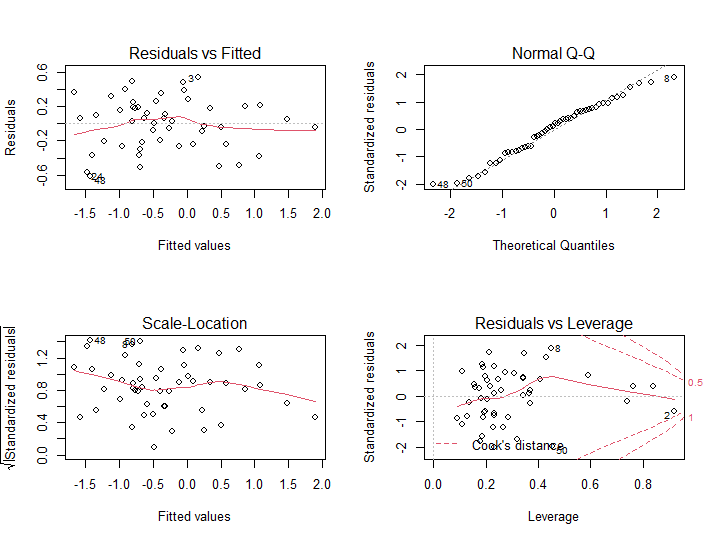 Residuals vs Fitted
Residuals
0.6
0.2
-0.2
-0.6
3
48
-1.5 -1.0 -0.5 0.0 0.5 1.0 1.5 2.0
Fitted values
Normal Q-Q
Standardized residuals
2
1
0
-1
-2
8
48
50
-2 -1 0 1 2
Theoretical Quantiles
Scale-Location
√|Standardized residuals|
1.2
0.8
0.4
0.0
48
50
8
-1.5 -1.0 -0.5 0.0 0.5 1.0 1.5 2.0
Fitted values
Residuals vs Leverage
Standardized residuals
2
1
0
-1
-2
8
2
50
0.5
1
Cook's distance
0.0 0.2 0.4 0.6 0.8
Leverage